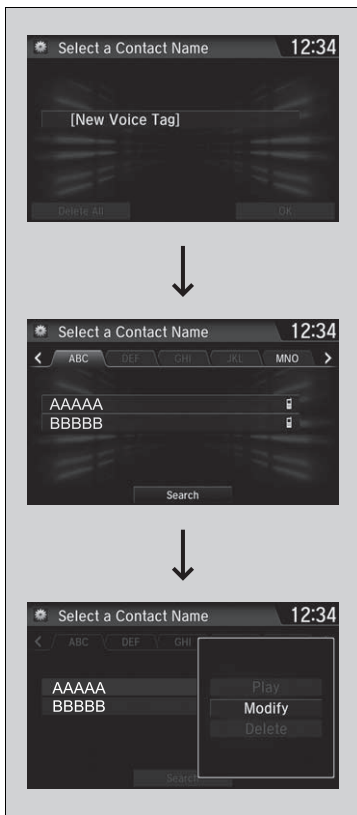 Select a Contact Name 12:34
[New Voice Tag]
Delete All OK
Select a Contact Name 12:34
< ABC DEF GHI JKL MNO >
AAAAA
BBBBB
Search
Select a Contact Name 12:34
< ABC DEF GHI
AAAAA
BBBBB
Play
Modify
Delete
Search